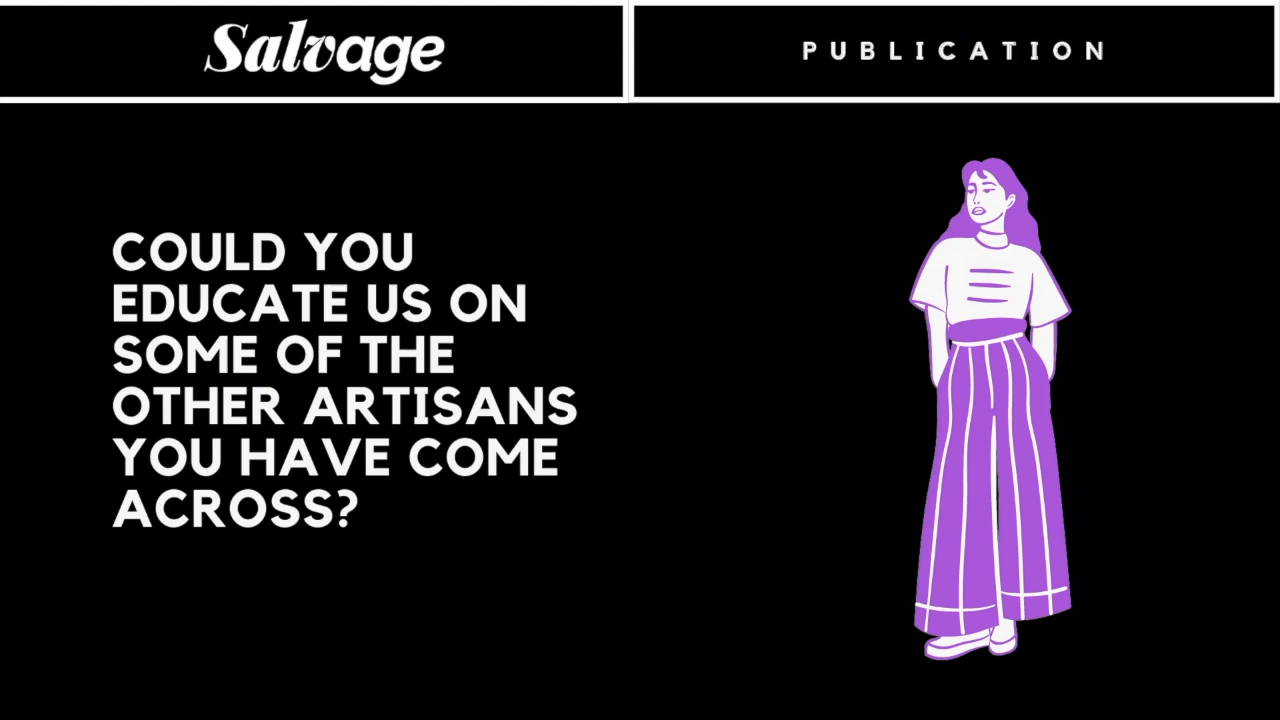 Salvage
PUBLICATION
COULD YOU
EDUCATE US ON
SOME OF THE
OTHER ARTISANS
YOU HAVE COME
ACROSS?